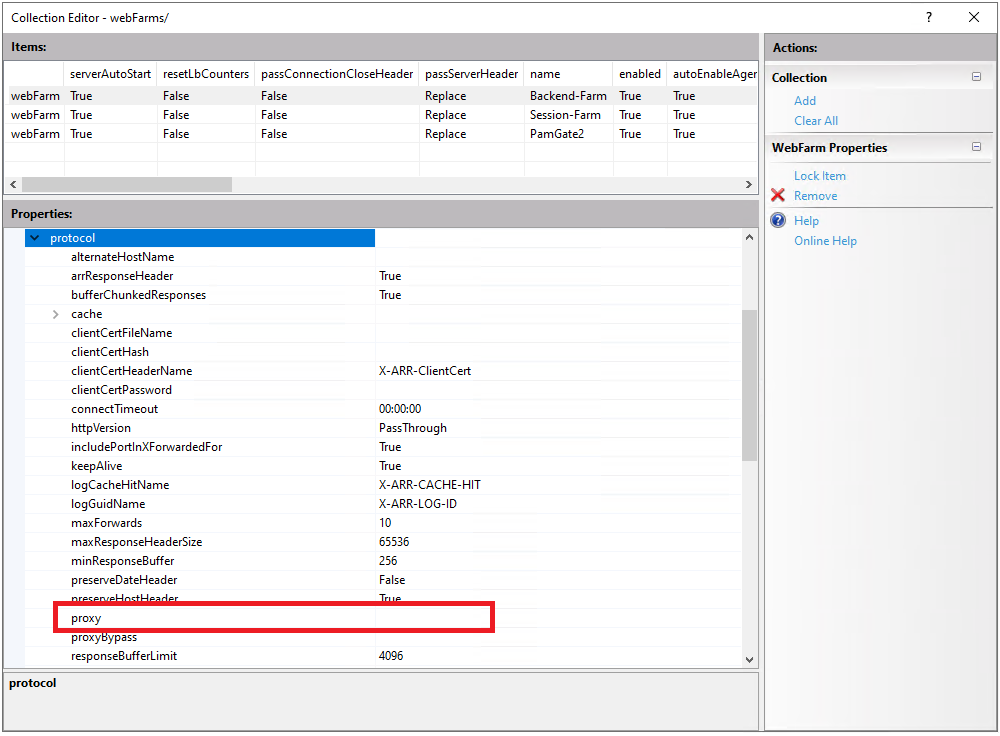 Collection Editor - webFarms/
?
Items:
serverAutoStart resetLbCounters passConnectionCloseHeader passServerHeader name enabled autoEnableAger
webFarm True False False Replace Backend-Farm True True
webFarm True False False Replace Session-Farm True True
webFarm True False False Replace PamGate2 True True
Properties:
protocol
alternateHostName
arrResponseHeader True
bufferChunkedResponses True
cache
clientCertFileName
clientCertHash
clientCertHeaderName X-ARR-ClientCert
clientCertPassword
connectTimeout 00:00:00
httpVersion PassThrough
includePortInXForwardedFor True
keepAlive True
logCacheHitName X-ARR-CACHE-HIT
logGuidName X-ARR-LOG-ID
maxForwards 10
maxResponseHeaderSize 65536
minResponseBuffer 256
preserveDateHeader False
preserveHostHeader True
proxy
proxyBypass
responseBufferLimit 4096
protocol
Actions:
Collection
Add
Clear All
WebFarm Properties
Lock Item
Remove
Help
Online Help